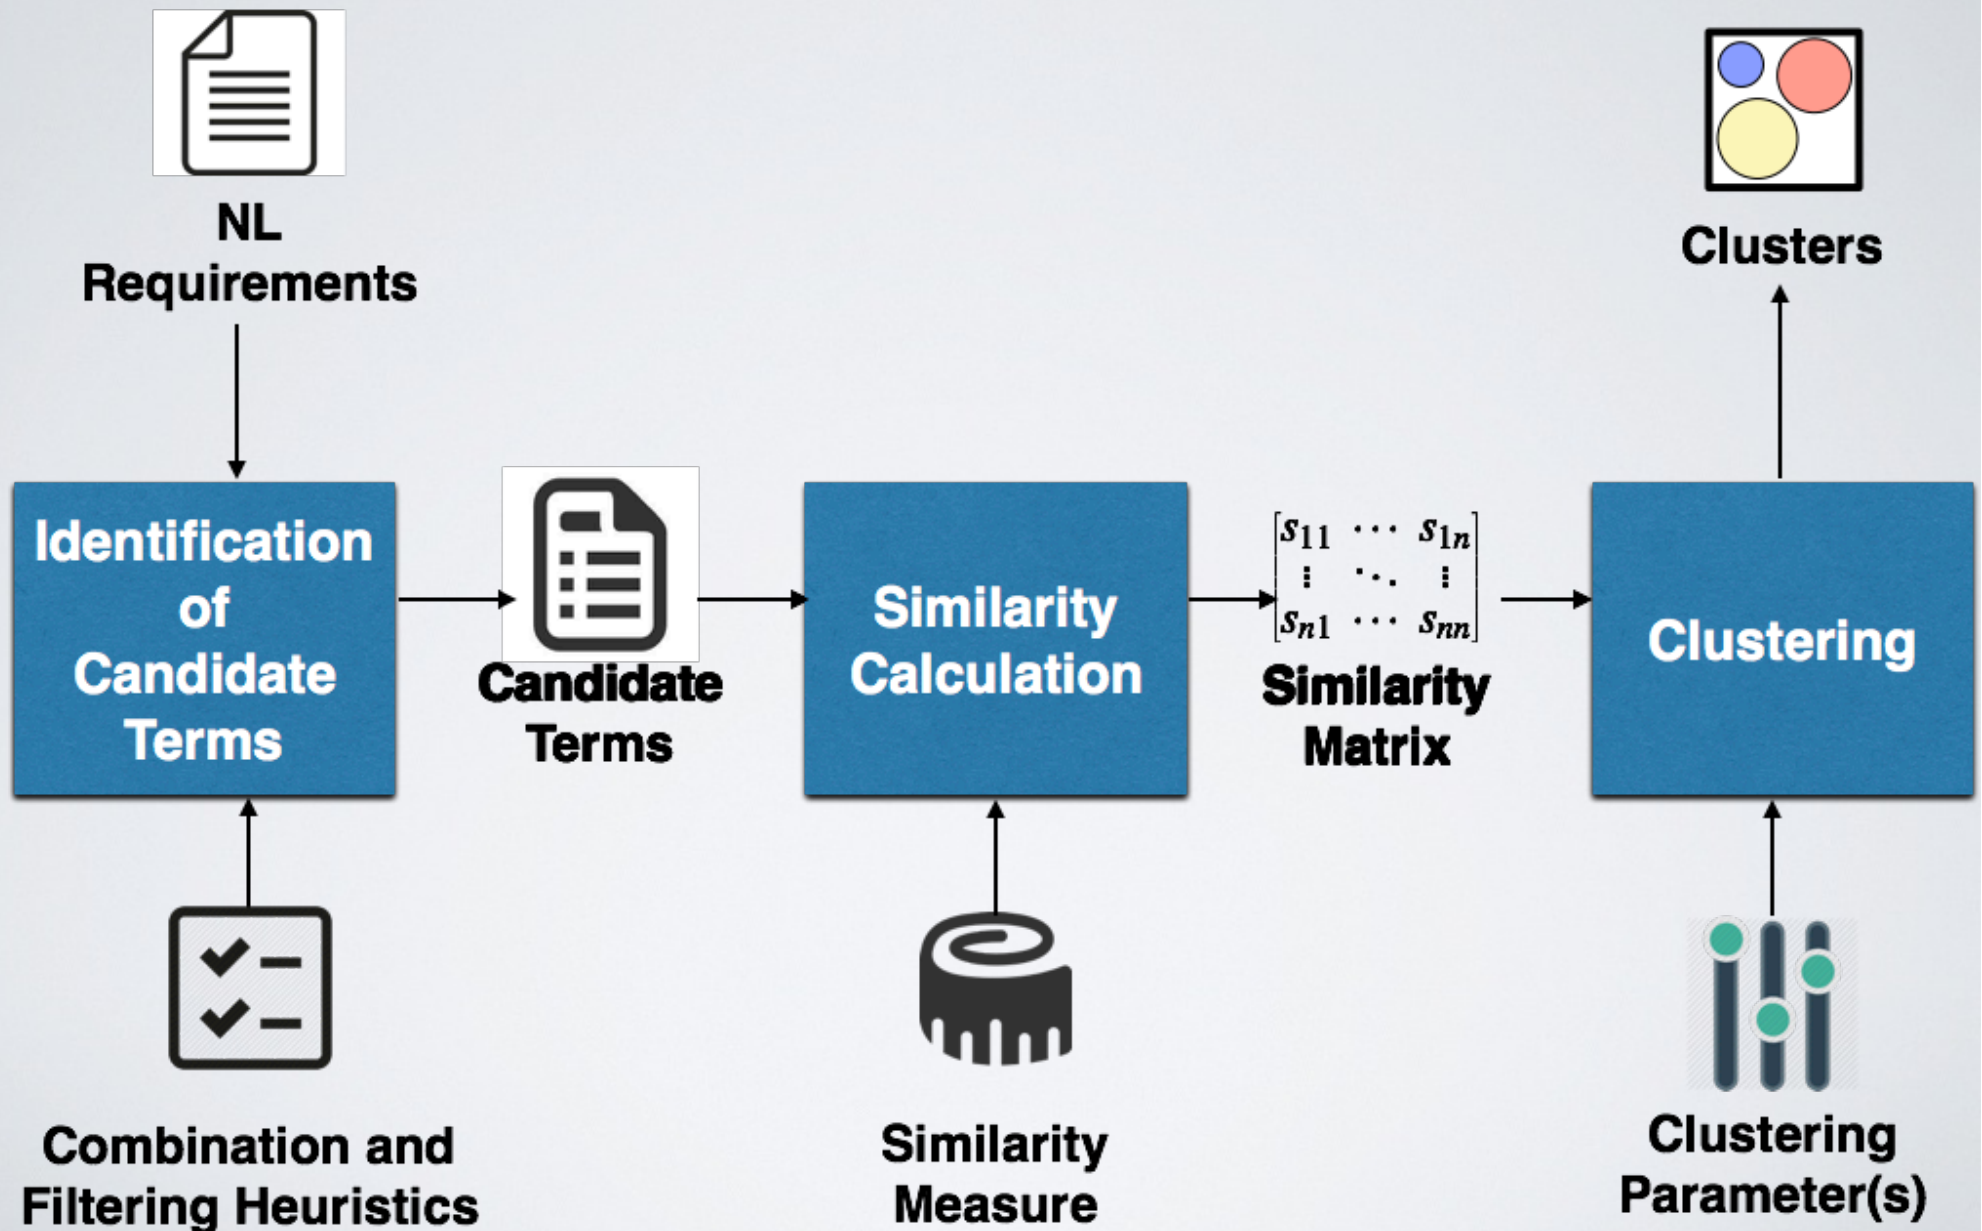 NL
Requirements
Clusters
Identification
of
Candidate
Terms
Candidate
Terms
Similarity
Calculation
s11 ⋯ s1n
⋮ ⋱ ⋮
sn1 ⋯ snn
Similarity
Matrix
Clustering
Combination and
Filtering Heuristics
Similarity
Measure
Clustering
Parameter(s)